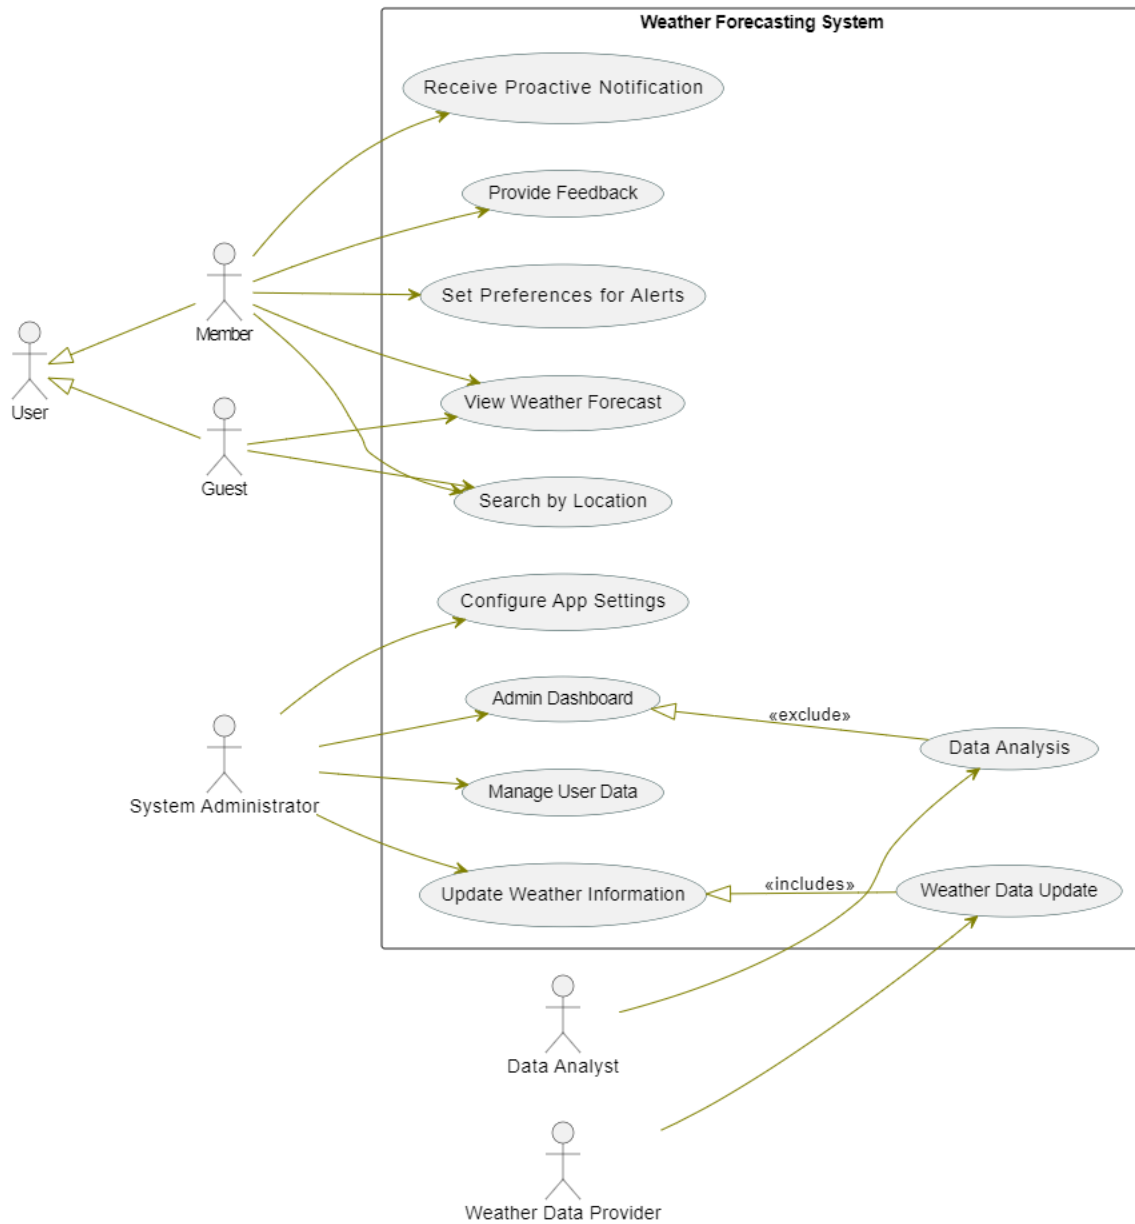 Weather Forecasting System
Receive Proactive Notification
Provide Feedback
Set Preferences for Alerts
Member
User
View Weather Forecast
Guest
Search by Location
Configure App Settings
Admin Dashboard
«exclude»
Data Analysis
System Administrator
Manage User Data
Update Weather Information
«includes»
Weather Data Update
Data Analyst
Weather Data Provider